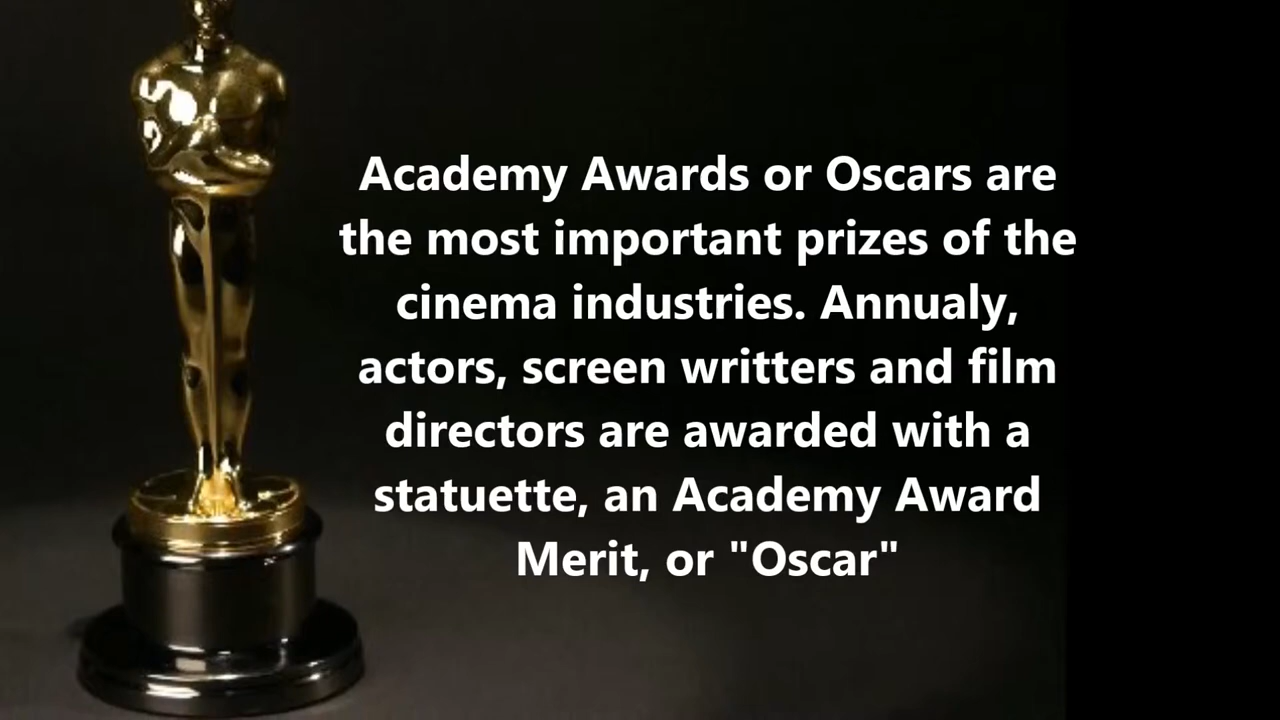 Academy Awards or Oscars are
the most important prizes of the
cinema industries. Annualy,
actors, screen writters and film
directors are awarded with a
statuette, an Academy Award
Merit, or "Oscar"